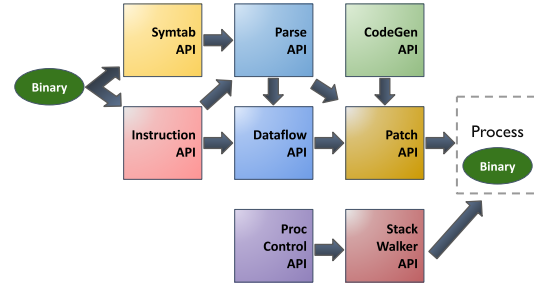 Symtab
API
Parse
API
CodeGen
API
Binary
Instruction
API
Dataflow
API
Patch
API
Process
Binary
Proc
Control
API
Stack
Walker
API